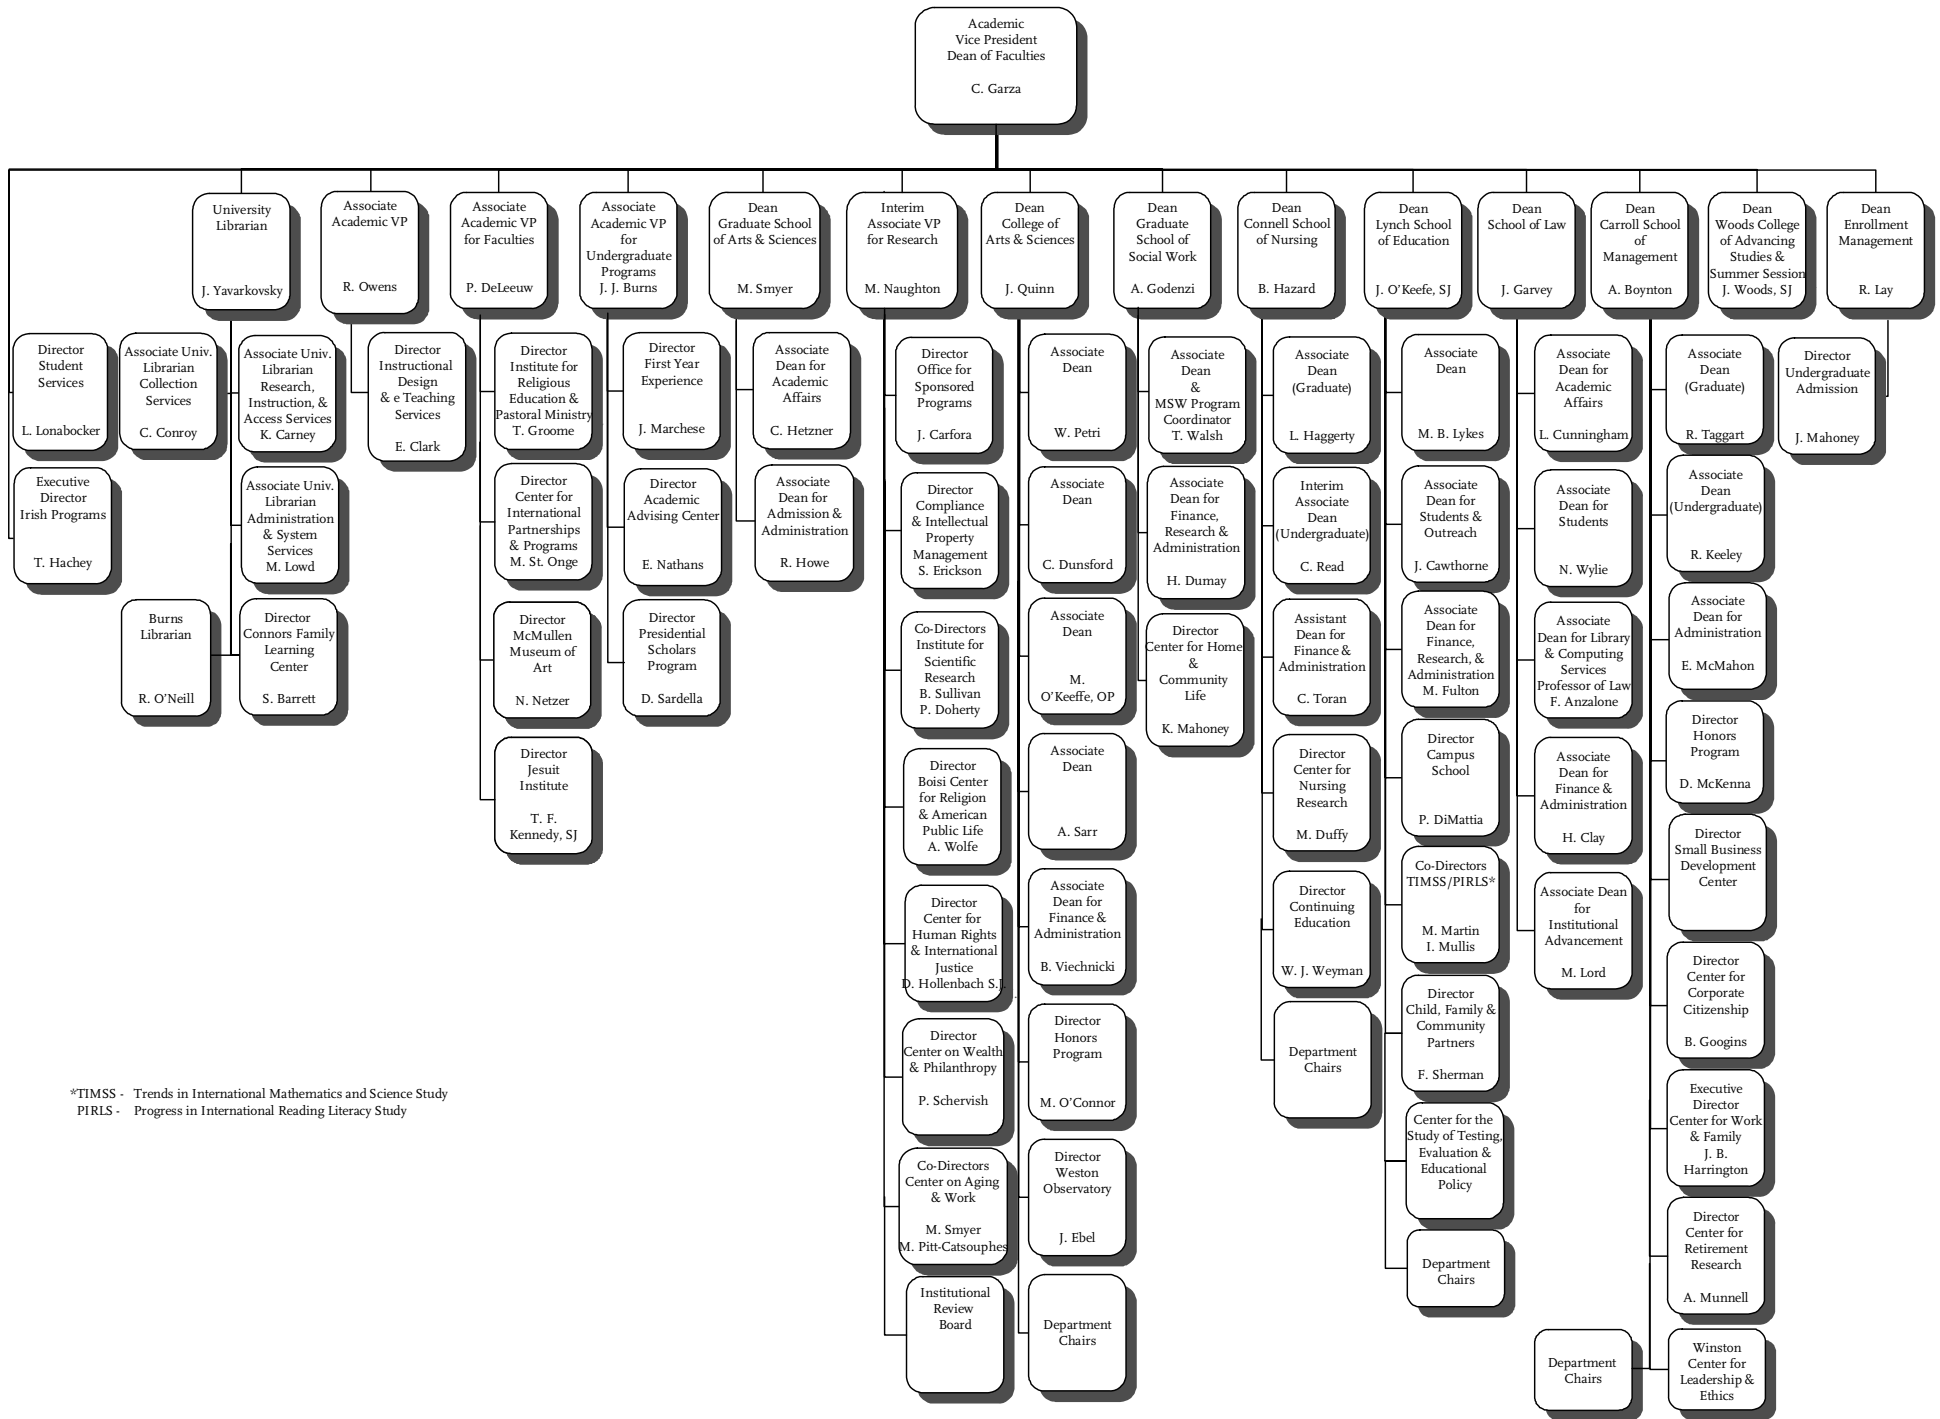 Academic
Vice President
Dean of Faculties
C. Garza
University
Librarian
J. Yavarkovsky
Associate
Academic VP
R. Owens
Associate
Academic VP
for Faculties
P. DeLeeuw
Associate
Academic VP
for
Undergraduate
Programs
J. J. Burns
Dean
Graduate School
of Arts & Sciences
M. Smyer
Interim
Associate VP
for Research
M. Naughton
Dean
College of
Arts & Sciences
J. Quinn
Dean
Graduate
School of
Social Work
A. Godenzi
Dean
Connell School
of Nursing
B. Hazard
Dean
Lynch School
of Education
J. O'Keefe, SJ
Dean
School of Law
J. Garvey
Dean
Carroll School
of
Management
A. Boynton
Dean
Woods College
of Advancing
Studies &
Summer Session
J. Woods, SJ
Dean
Enrollment
Management
R. Lay
Director
Student
Services
L. Lonabocker
Executive
Director
Irish Programs
T. Hachey
Associate Univ.
Librarian
Collection
Services
C. Conroy
Associate Univ.
Librarian
Research,
Instruction, &
Access Services
K. Carney
Associate Univ.
Librarian
Administration
& System
Services
M. Lowd
Burns
Librarian
R. O'Neill
Director
Connors Family
Learning
Center
S. Barrett
Director
Instructional
Design
& e Teaching
Services
E. Clark
Director
Institute for
Religious
Education &
Pastoral Ministry
T. Groome
Director
Center for
International
Partnerships
& Programs
M. St. Onge
Director
McMullen
Museum of
Art
N. Netzer
Director
Jesuit
Institute
T. F.
Kennedy, SJ
Director
First Year
Experience
J. Marchese
Director
Academic
Advising Center
E. Nathans
Director
Presidential
Scholars
Program
D. Sardella
Associate
Dean for
Academic
Affairs
C. Hetzner
Associate
Dean for
Admission &
Administration
R. Howe
Director
Office for
Sponsored
Programs
J. Carfora
Director
Compliance
& Intellectual
Property
Management
S. Erickson
Co-Directors
Institute for
Scientific
Research
B. Sullivan
P. Doherty
Director
Boisi Center
for Religion
& American
Public Life
A. Wolfe
Director
Center for
Human Rights
& International
Justice
D. Hollenbach S.J.
Director
Center on Wealth
& Philanthropy
P. Schervish
Co-Directors
Center on Aging
& Work
M. Smyer
M. Pitt-Catsouphes
Institutional
Review
Board
Associate
Dean
W. Petri
Associate
Dean
C. Dunsford
Associate
Dean
M.
O'Keeffe, OP
Associate
Dean
A. Sarr
Associate
Dean for
Finance &
Administration
B. Viechnicki
Director
Honors
Program
M. O'Connor
Director
Weston
Observatory
J. Ebel
Department
Chairs
Associate
Dean
&
MSW Program
Coordinator
T. Walsh
Associate
Dean for
Finance,
Research &
Administration
H. Dumay
Director
Center for Home
&
Community
Life
K. Mahoney
Associate
Dean
(Graduate)
L. Haggerty
Interim
Associate
Dean
(Undergraduate)
C. Read
Assistant
Dean for
Finance &
Administration
C. Toran
Director
Center for
Nursing
Research
M. Duffy
Director
Continuing
Education
W. J. Weyman
Department
Chairs
Associate
Dean
M. B. Lykes
Associate
Dean for
Students &
Outreach
J. Cawthorne
Associate
Dean for
Finance,
Research, &
Administration
M. Fulton
Director
Campus
School
P. DiMattia
Co-Directors
TIMSS/PIRLS*
M. Martin
I. Mullis
Director
Child, Family &
Community
Partners
F. Sherman
Center for the
Study of Testing,
Evaluation &
Educational
Policy
Department
Chairs
Associate
Dean for
Academic
Affairs
L. Cunningham
Associate
Dean for
Students
N. Wylie
Associate
Dean for Library
& Computing
Services
Professor of Law
F. Anzalone
Associate
Dean for
Finance &
Administration
H. Clay
Associate Dean
for
Institutional
Advancement
M. Lord
Associate
Dean
(Graduate)
R. Taggart
Associate
Dean
(Undergraduate)
R. Keeley
Associate
Dean for
Administration
E. McMahon
Director
Honors
Program
D. McKenna
Director
Small Business
Development
Center
Director
Center for
Corporate
Citizenship
B. Googins
Executive
Director
Center for Work
& Family
J. B.
Harrington
Director
Center for
Retirement
Research
A. Munnell
Department
Chairs
Winston
Center for
Leadership &
Ethics
Director
Undergraduate
Admission
J. Mahoney
*TIMSS - Trends in International Mathematics and Science Study
PIRLS - Progress in International Reading Literacy Study